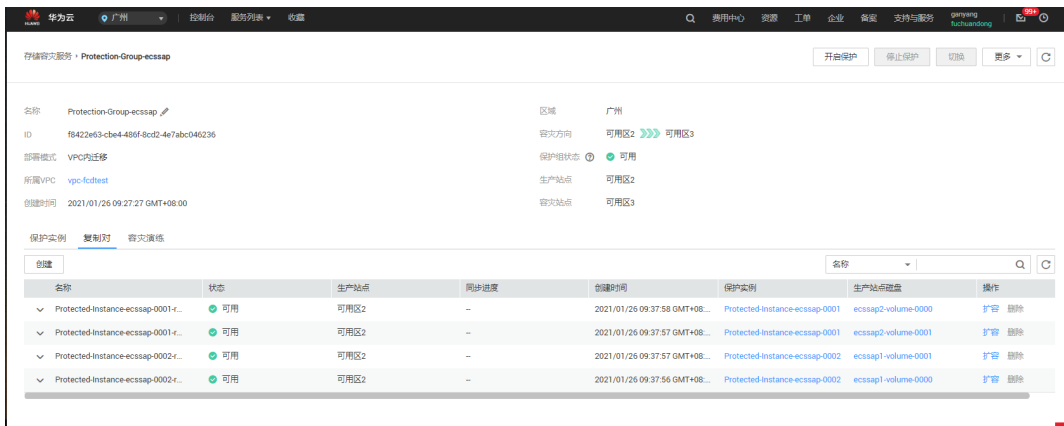 HUAWEI 华为云 广州 控制台 服务列表 收藏 费用中心 资源 工单 企业 备案 支持与服务 ganyang fuchuandong 99+
存储容灾服务 › Protection-Group-ecssap 开启保护 停止保护 切换 更多
名称 Protection-Group-ecssap 区域 广州
ID f8422e63-cbe4-486f-8cd2-4e7abc046236 容灾方向 可用区2 可用区3
部署模式 VPC内迁移 保护组状态 可用
所属VPC vpc-fcdtest 生产站点 可用区2
创建时间 2021/01/26 09:27:27 GMT+08:00 容灾站点 可用区3
保护实例 复制对 容灾演练
创建 名称
名称 状态 生产站点 同步进度 创建时间 保护实例 生产站点磁盘 操作
Protected-Instance-ecssap-0001-r... 可用 可用区2 -- 2021/01/26 09:37:58 GMT+08:... Protected-Instance-ecssap-0001 ecssap2-volume-0000 扩容 删除
Protected-Instance-ecssap-0001-r... 可用 可用区2 -- 2021/01/26 09:37:57 GMT+08:... Protected-Instance-ecssap-0001 ecssap2-volume-0001 扩容 删除
Protected-Instance-ecssap-0002-r... 可用 可用区2 -- 2021/01/26 09:37:57 GMT+08:... Protected-Instance-ecssap-0002 ecssap1-volume-0001 扩容 删除
Protected-Instance-ecssap-0002-r... 可用 可用区2 -- 2021/01/26 09:37:56 GMT+08:... Protected-Instance-ecssap-0002 ecssap1-volume-0000 扩容 删除